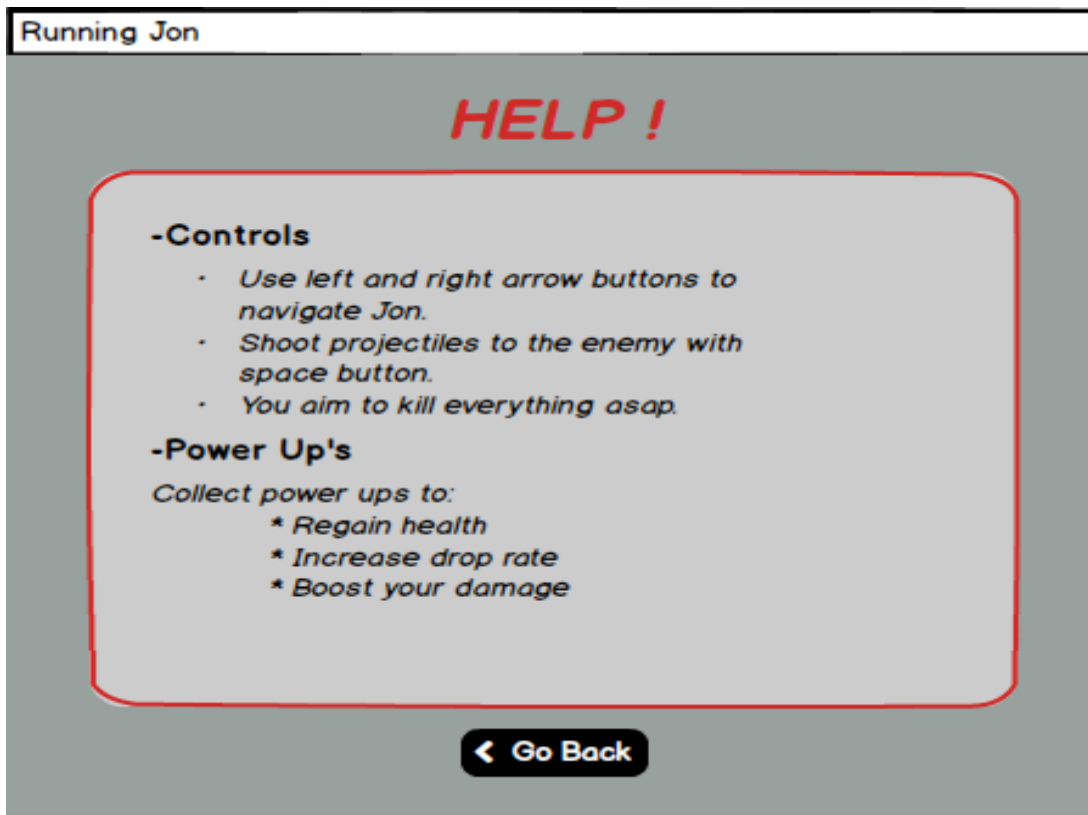 Running Jon
HELP !
-Controls
· Use left and right arrow buttons to
navigate Jon.
· Shoot projectiles to the enemy with
space button.
· You aim to kill everything asap.
-Power Up's
Collect power ups to:
* Regain health
* Increase drop rate
* Boost your damage
< Go Back